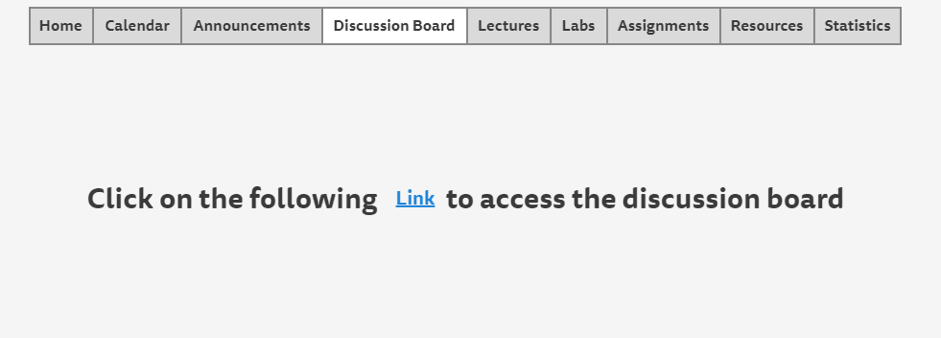 Home Calendar Announcements Discussion Board Lectures Labs Assignments Resources Statistics
Click on the following Link to access the discussion board